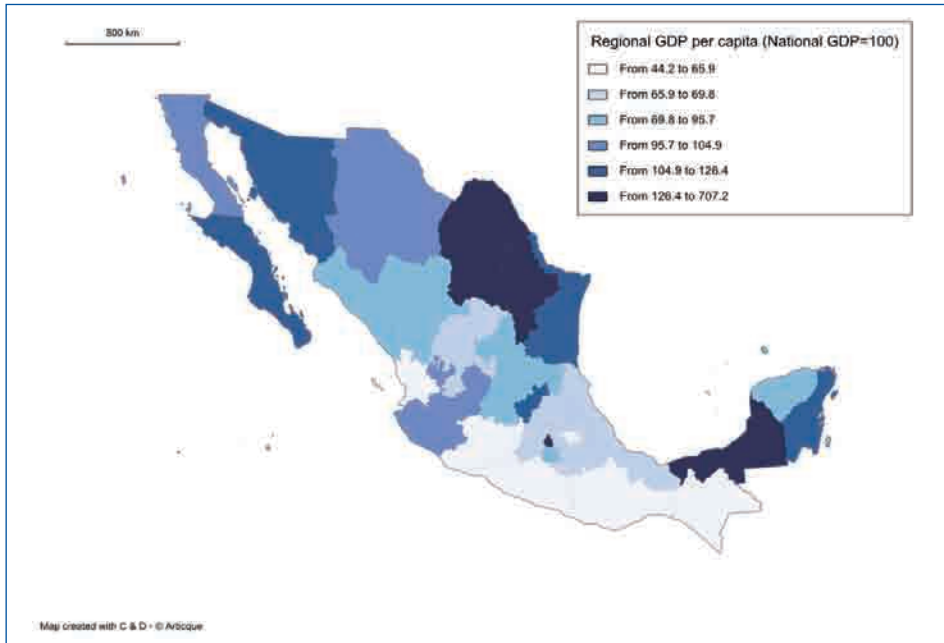 800 km
Regional GDP per capita (National GDP=100)
From 44.2 to 65.9
From 65.9 to 69.8
From 69.8 to 95.7
From 95.7 to 104.9
From 104.9 to 126.4
From 126.4 to 707.2
Map created with C & D - © Articque